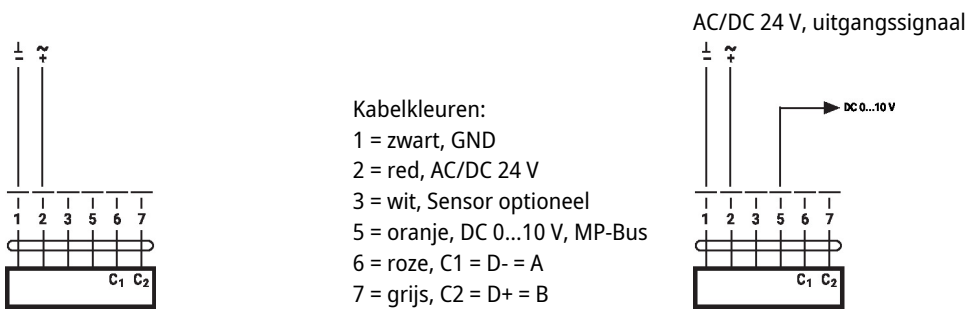 ⊥ ~
– +
1 2 3 5 6 7
C1 C2
Kabelkleuren:
1 = zwart, GND
2 = red, AC/DC 24 V
3 = wit, Sensor optioneel
5 = oranje, DC 0...10 V, MP-Bus
6 = roze, C1 = D- = A
7 = grijs, C2 = D+ = B
AC/DC 24 V, uitgangssignaal
⊥ ~
– +
DC 0...10 V
1 2 3 5 6 7
C1 C2